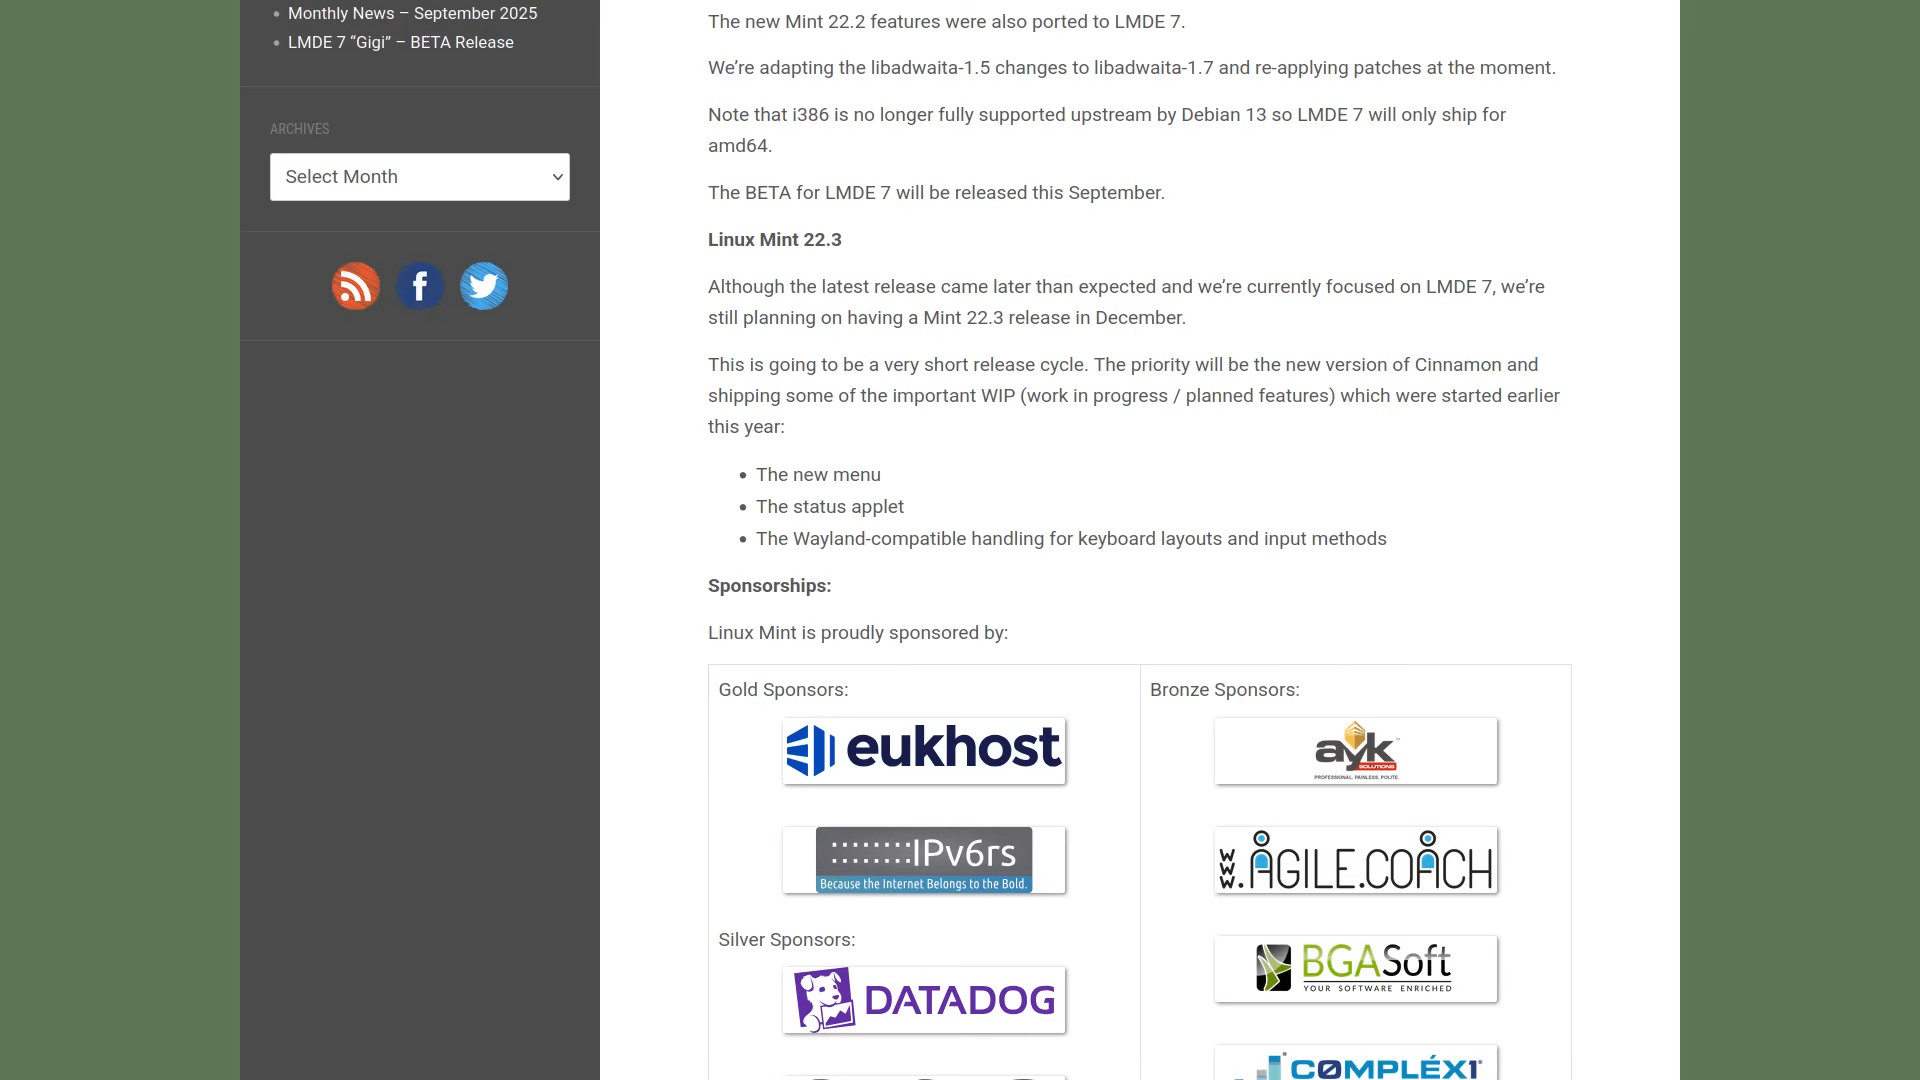 Monthly News – September 2025
LMDE 7 “Gigi” – BETA Release
ARCHIVES
Select Month
The new Mint 22.2 features were also ported to LMDE 7.
We’re adapting the libadwaita-1.5 changes to libadwaita-1.7 and re-applying patches at the moment.
Note that i386 is no longer fully supported upstream by Debian 13 so LMDE 7 will only ship for
amd64.
The BETA for LMDE 7 will be released this September.
Linux Mint 22.3
Although the latest release came later than expected and we’re currently focused on LMDE 7, we’re
still planning on having a Mint 22.3 release in December.
This is going to be a very short release cycle. The priority will be the new version of Cinnamon and
shipping some of the important WIP (work in progress / planned features) which were started earlier
this year:
The new menu
The status applet
The Wayland-compatible handling for keyboard layouts and input methods
Sponsorships:
Linux Mint is proudly sponsored by:
Gold Sponsors:
eukhost
::::::::IPv6rs
Because the Internet Belongs to the Bold.
Silver Sponsors:
DATADOG
Bronze Sponsors:
ayk
SOLUTIONS
PROFESSIONAL. PAINLESS. POLITE.
WWW.AGILE.COACH
BGASoft
YOUR SOFTWARE ENRICHED
COMPLÉX1